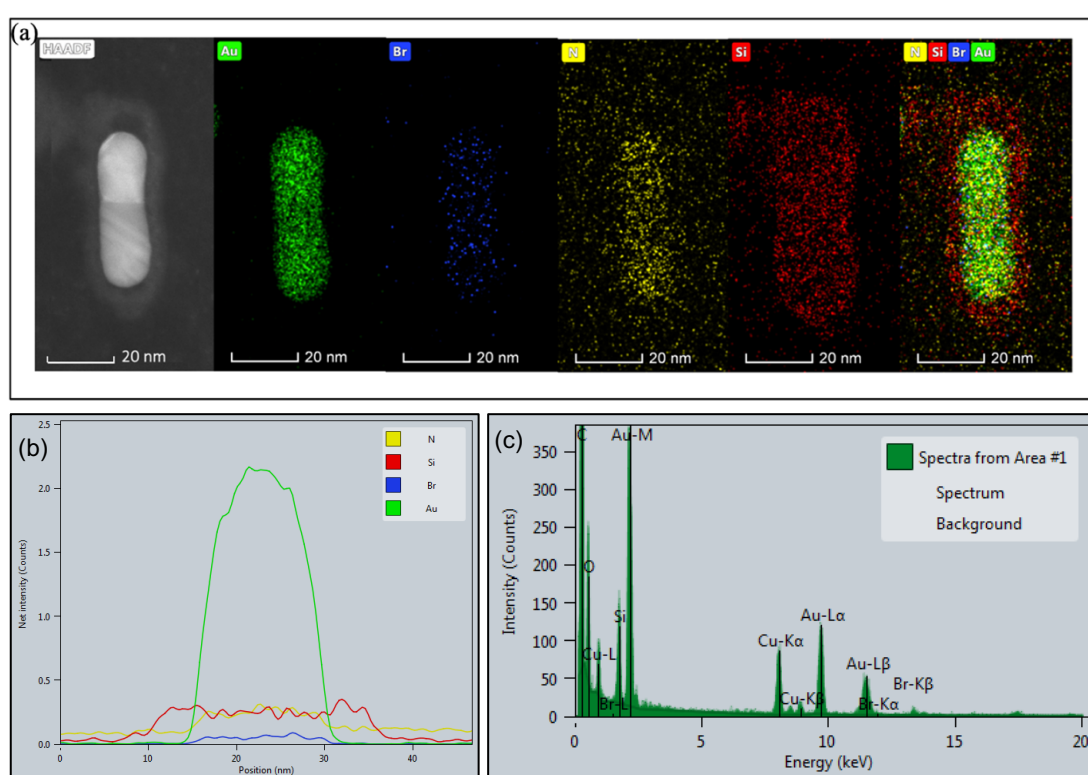 (a)
HAADF
Au
Br
N
Si
N Si Br Au
20 nm
20 nm
20 nm
20 nm
20 nm
20 nm
(b)
2.5
2.0
1.5
1.0
0.5
0.0
Net intensity (Counts)
N
Si
Br
Au
0
10
20
30
40
Position (nm)
(c)
350
300
250
200
150
100
50
0
Intensity (Counts)
C
Au-M
O
Si
Cu-L
Br-L
Cu-Kα
Cu-Kβ
Au-Lα
Au-Lβ
Br-Kβ
Br-Kα
Spectra from Area #1
Spectrum
Background
0
5
10
15
20
Energy (keV)